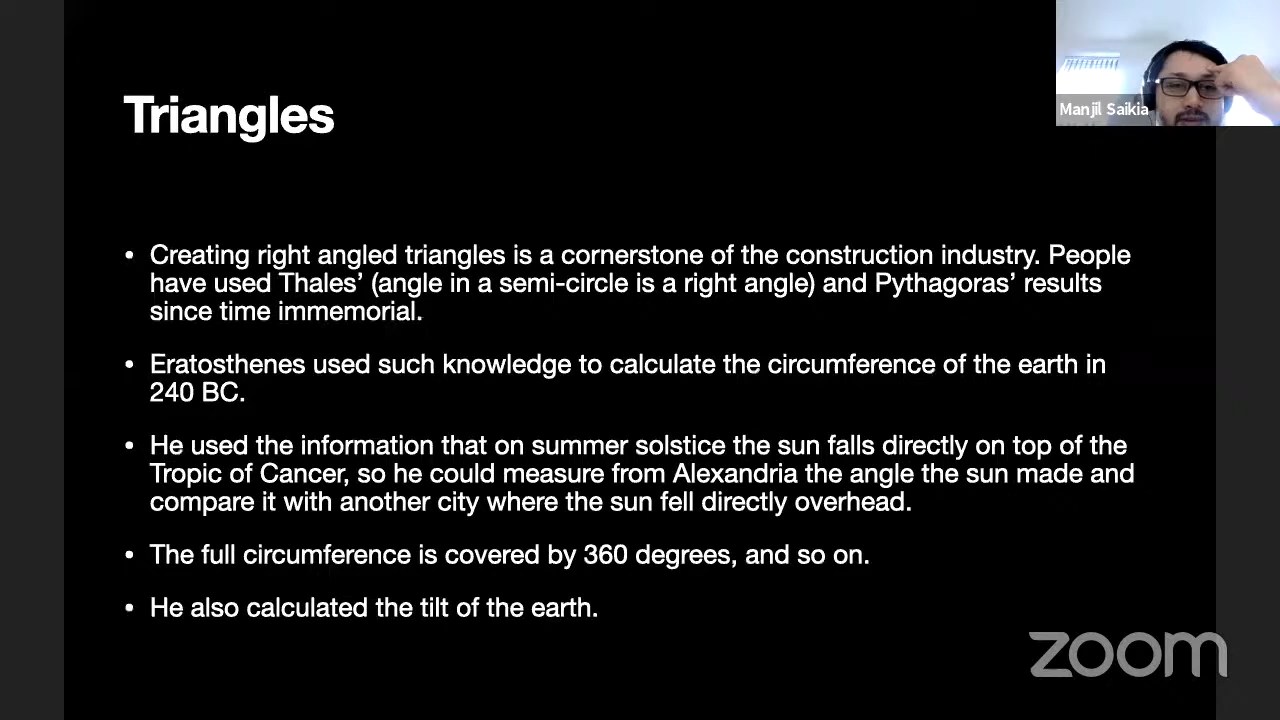 Triangles
Manjil Saikia
• Creating right angled triangles is a cornerstone of the construction industry. People
have used Thales’ (angle in a semi-circle is a right angle) and Pythagoras’ results
since time immemorial.
• Eratosthenes used such knowledge to calculate the circumference of the earth in
240 BC.
• He used the information that on summer solstice the sun falls directly on top of the
Tropic of Cancer, so he could measure from Alexandria the angle the sun made and
compare it with another city where the sun fell directly overhead.
• The full circumference is covered by 360 degrees, and so on.
• He also calculated the tilt of the earth.
zoom